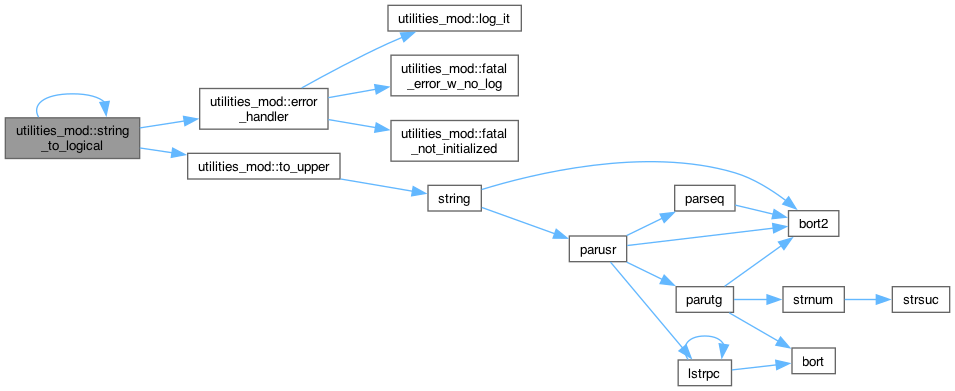 utilities_mod::string
_to_logical
utilities_mod::error
_handler
utilities_mod::log_it
utilities_mod::fatal
_error_w_no_log
utilities_mod::fatal
_not_initialized
utilities_mod::to_upper
string
parusr
parseq
bort2
parutg
strnum
strsuc
lstrpc
bort